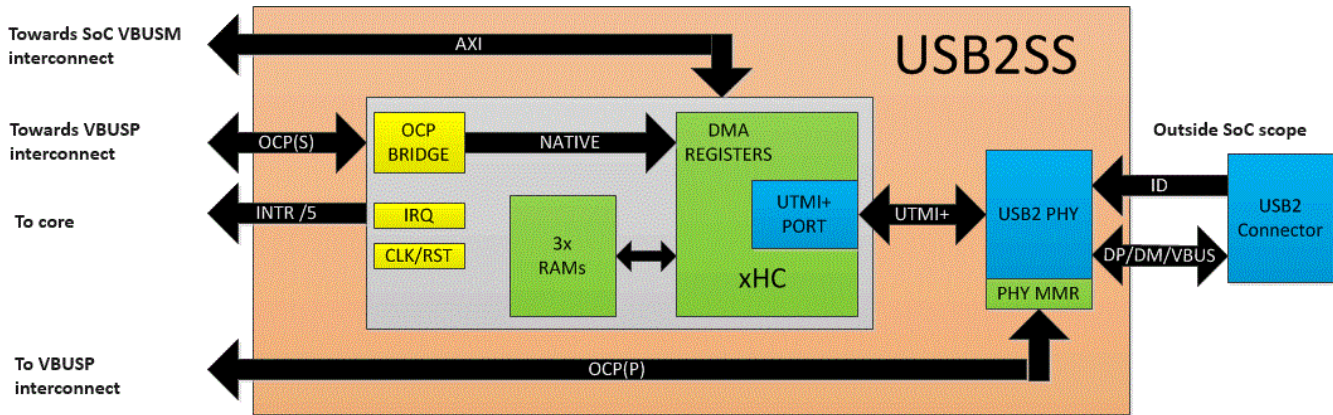 Towards SoC VBUSM
interconnect
AXI
USB2SS
Towards VBUSP
interconnect
OCP(S)
OCP
BRIDGE
NATIVE
DMA
REGISTERS
Outside SoC scope
ID
USB2
Connector
To core
INTR /5
IRQ
CLK/RST
3x
RAMs
UTMI+
PORT
xHC
UTMI+
USB2 PHY
DP/DM/VBUS
PHY MMR
To VBUSP
interconnect
OCP(P)